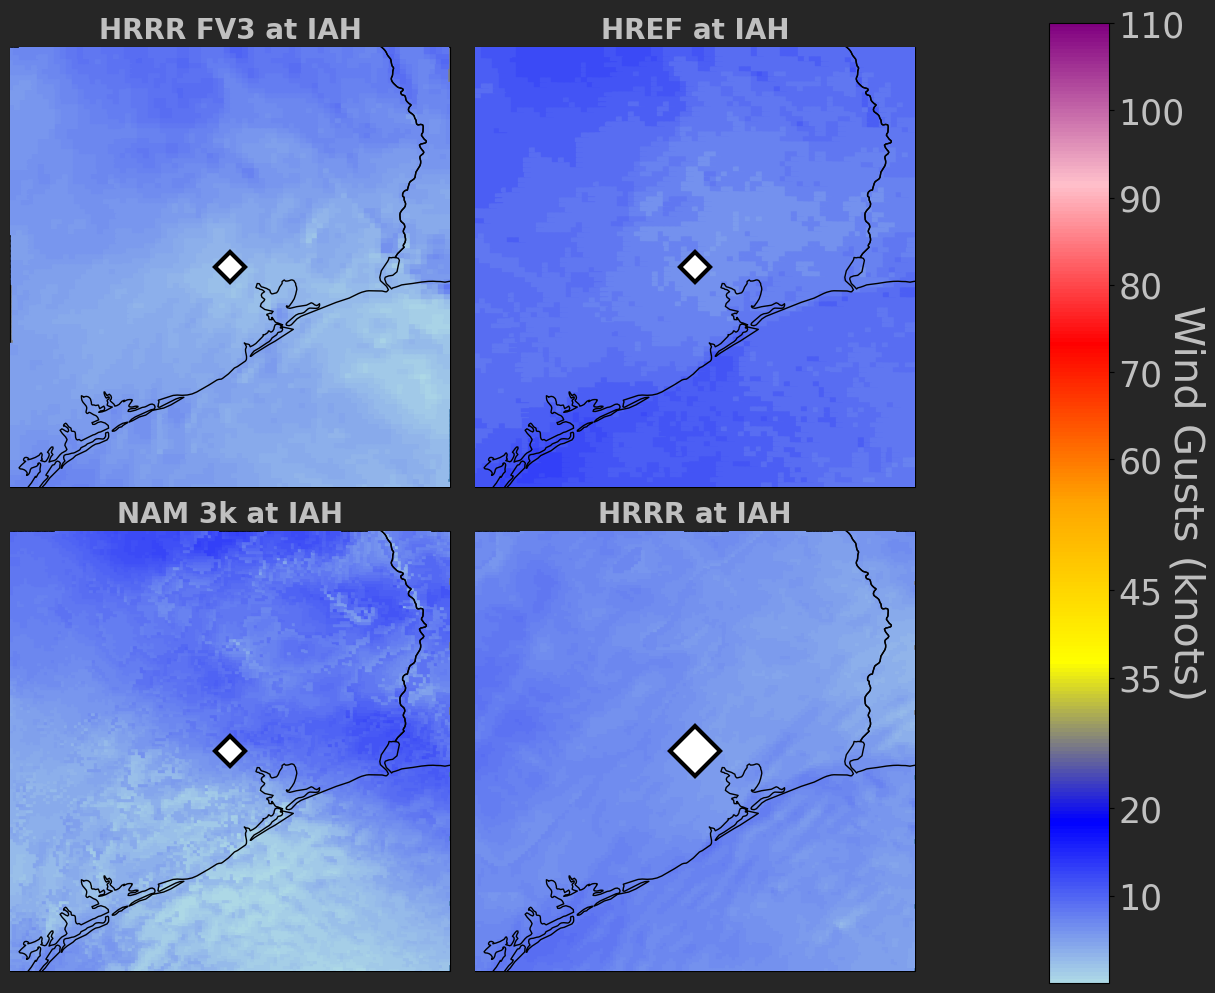 HRRR FV3 at IAH
HREF at IAH
NAM 3k at IAH
HRRR at IAH
110
100
90
80
70
60
45
35
20
10
Wind Gusts (knots)